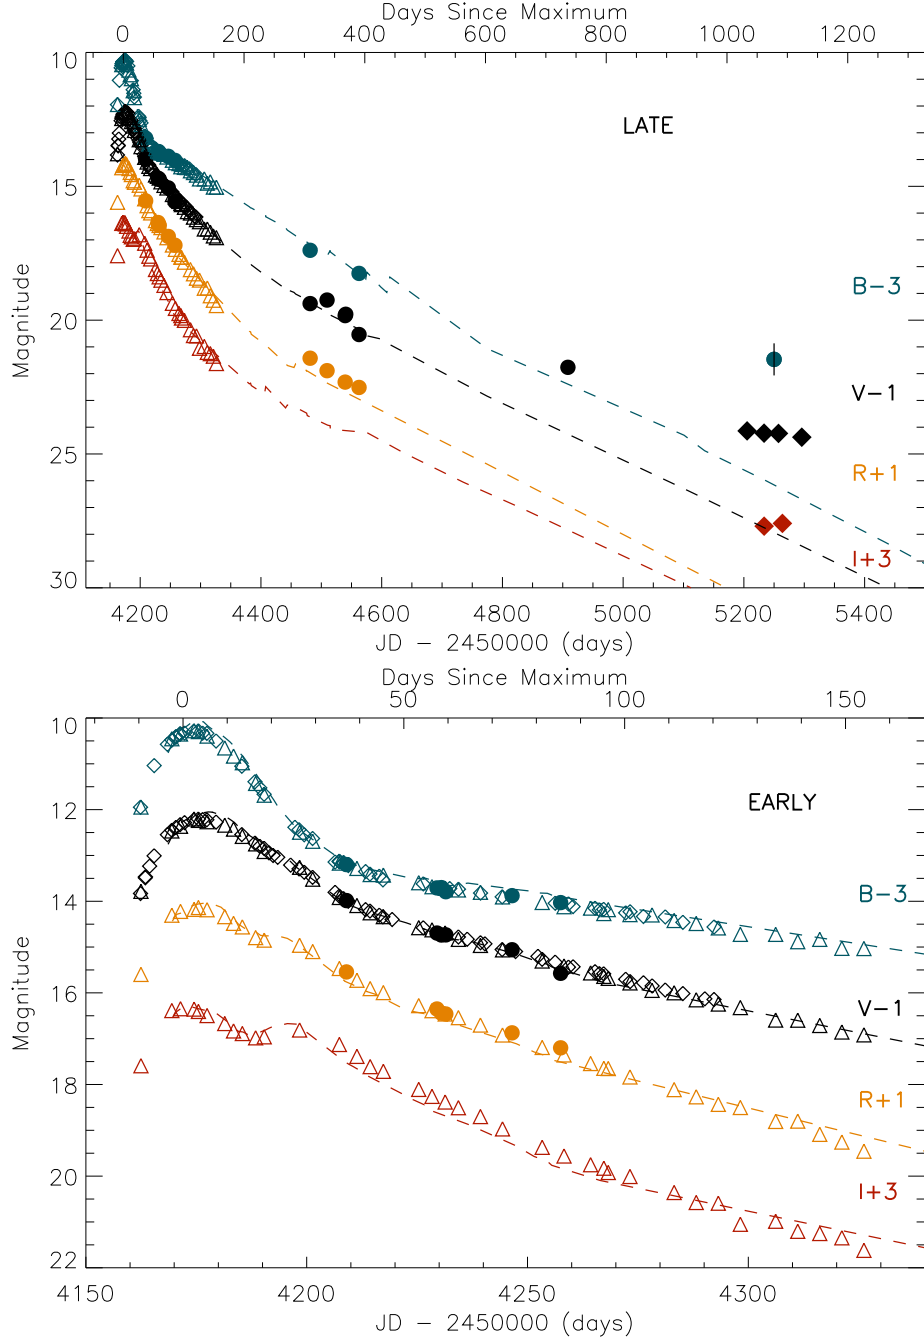 Days Since Maximum
0 200 400 600 800 1000 1200
10
LATE
15
Magnitude
20
25
30
B−3
V−1
R+1
I+3
4200 4400 4600 4800 5000 5200 5400
JD − 2450000 (days)
Days Since Maximum
0 50 100 150
10
EARLY
12
14
16
18
20
22
Magnitude
B−3
V−1
R+1
I+3
4150 4200 4250 4300
JD − 2450000 (days)